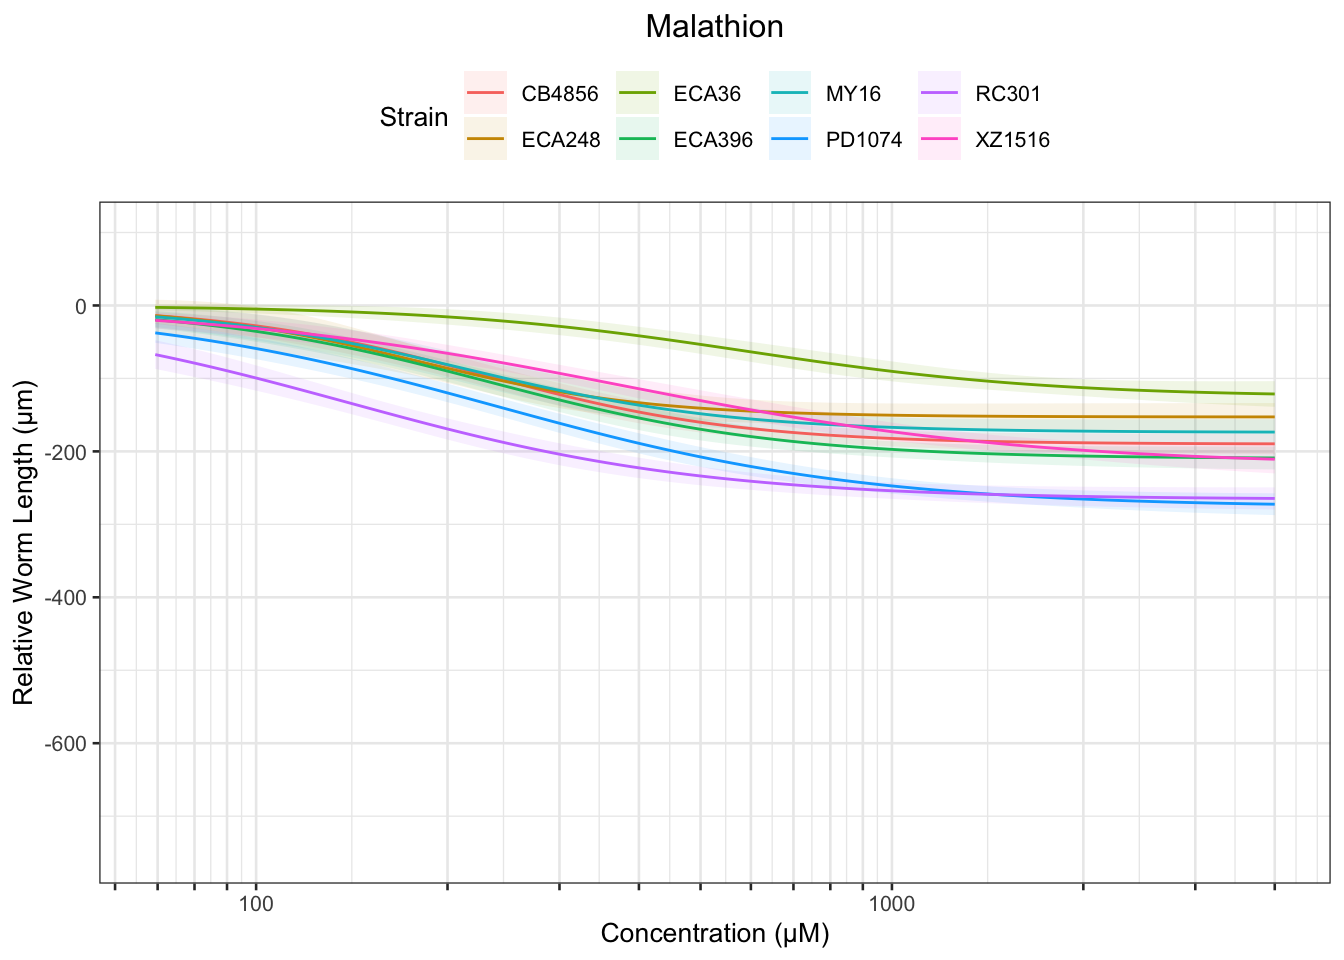 Malathion
Strain
CB4856 ECA36 MY16 RC301
ECA248 ECA396 PD1074 XZ1516
Relative Worm Length (µm)
0
-200
-400
-600
100 1000
Concentration (µM)